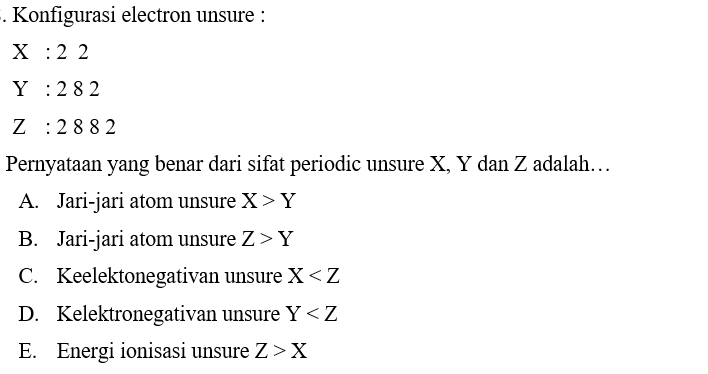 . Konfigurasi electron unsure :
X : 2 2
Y : 2 8 2
Z : 2 8 8 2
Pernyataan yang benar dari sifat periodic unsure X, Y dan Z adalah…
A. Jari-jari atom unsure X > Y
B. Jari-jari atom unsure Z > Y
C. Keelektonegativan unsure X < Z
D. Kelektronegativan unsure Y < Z
E. Energi ionisasi unsure Z > X